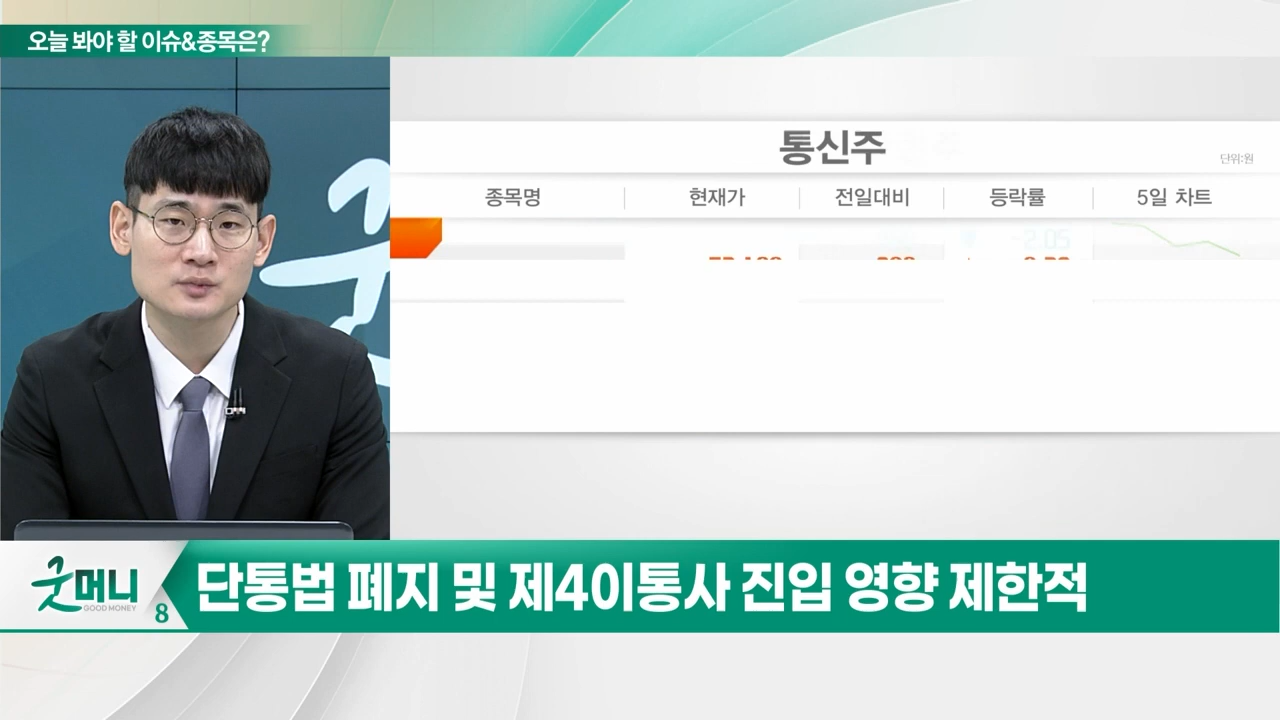 오늘 봐야 할 이슈&종목은?
통신주
단위:원
종목명 현재가 전일대비 등락률 5일 차트
-2.05
굿머니
GOOD MONEY
8
단통법 폐지 및 제4이통사 진입 영향 제한적